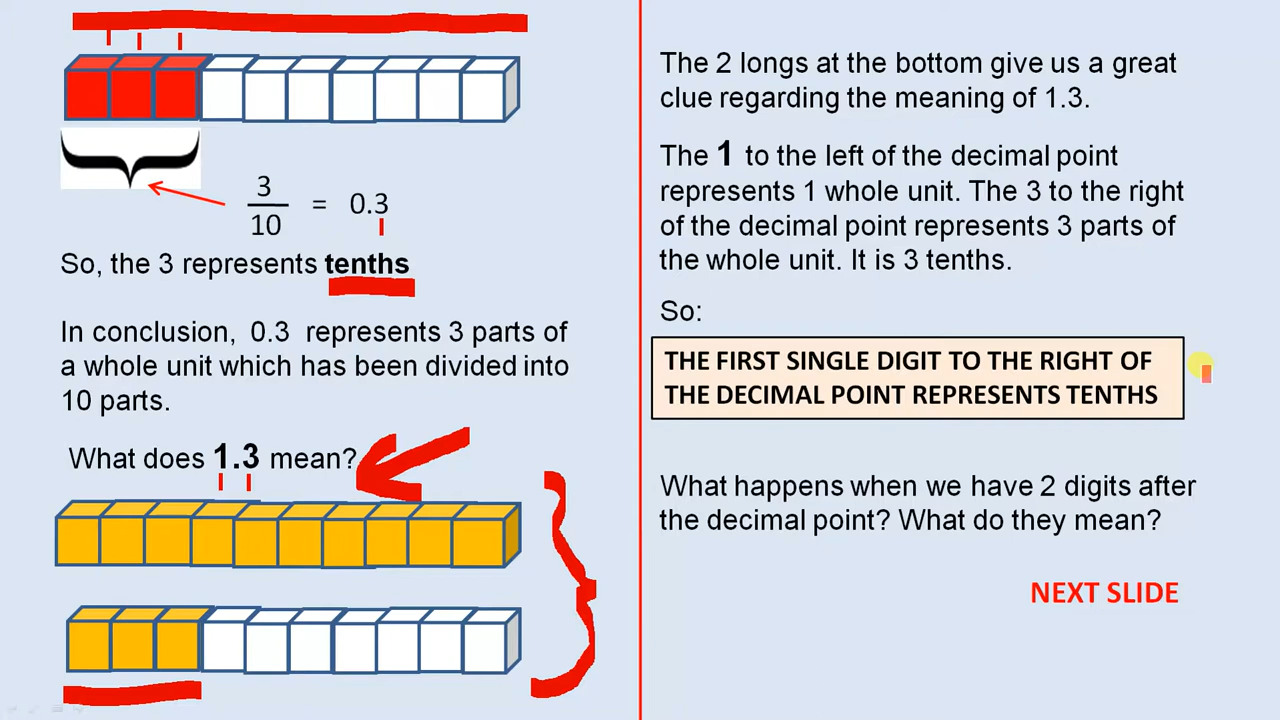 3
10
= 0.3
So, the 3 represents tenths
In conclusion, 0.3 represents 3 parts of
a whole unit which has been divided into
10 parts.
What does 1.3 mean?
The 2 longs at the bottom give us a great
clue regarding the meaning of 1.3.
The 1 to the left of the decimal point
represents 1 whole unit. The 3 to the right
of the decimal point represents 3 parts of
the whole unit. It is 3 tenths.
So:
THE FIRST SINGLE DIGIT TO THE RIGHT OF
THE DECIMAL POINT REPRESENTS TENTHS
What happens when we have 2 digits after
the decimal point? What do they mean?
NEXT SLIDE